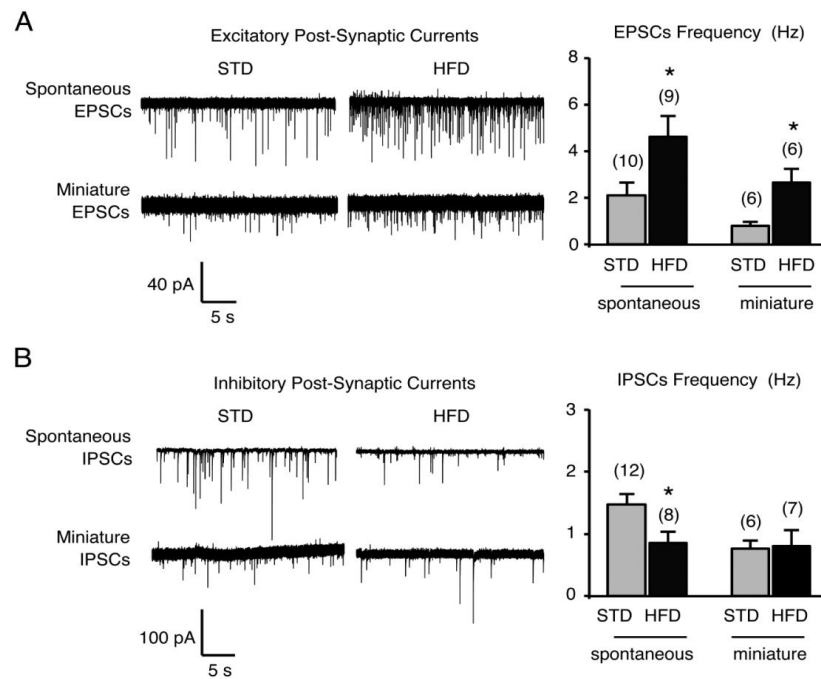 A
Excitatory Post-Synaptic Currents
STD HFD
Spontaneous
EPSCs
Miniature
EPSCs
40 pA
5 s
EPSCs Frequency (Hz)
8
6
4
2
0
(10)
*
(9)
(6)
*
(6)
STD HFD STD HFD
spontaneous miniature
B
Inhibitory Post-Synaptic Currents
STD HFD
Spontaneous
IPSCs
Miniature
IPSCs
100 pA
5 s
IPSCs Frequency (Hz)
3
2
1
0
(12)
*
(8)
(6)
(7)
STD HFD STD HFD
spontaneous miniature